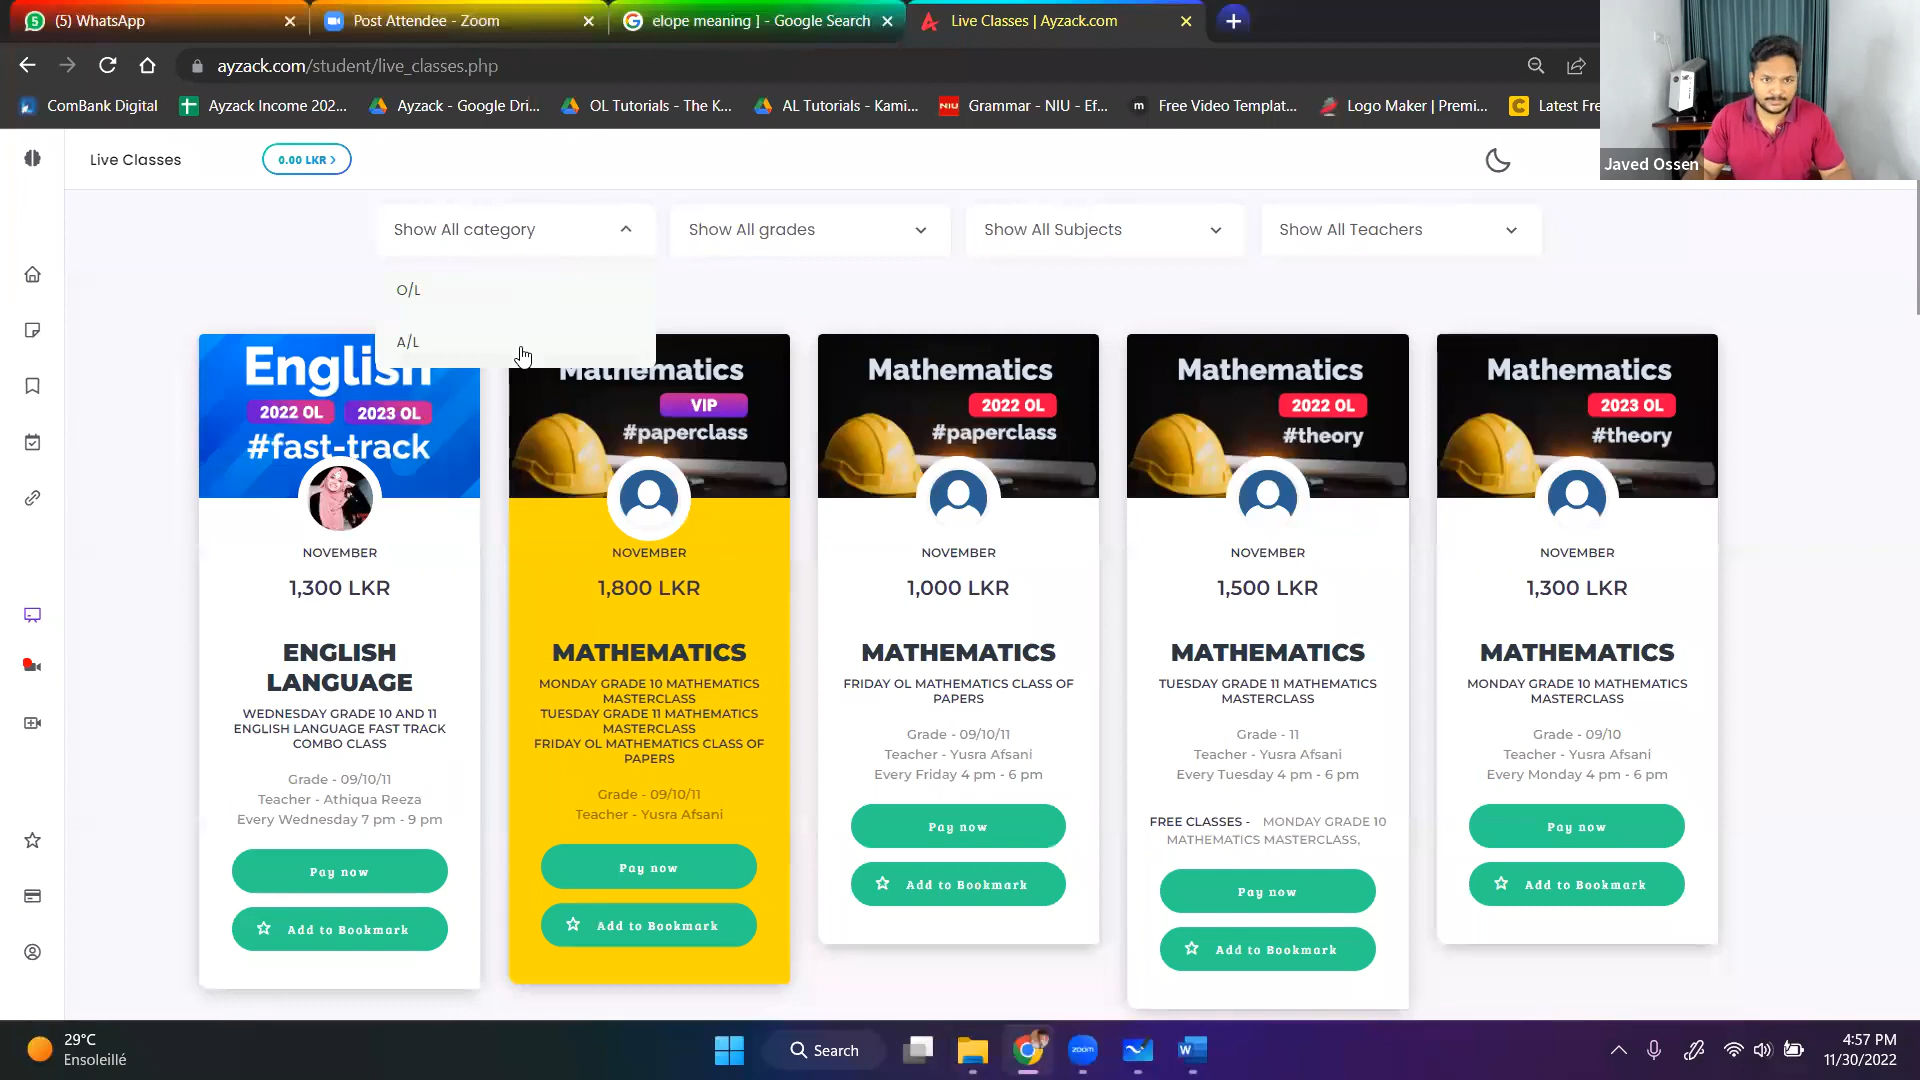 (5) WhatsApp
Post Attendee - Zoom
elope meaning ] - Google Search
Live Classes | Ayzack.com
ayzack.com/student/live_classes.php
ComBank Digital
Ayzack Income 202...
Ayzack - Google Dri...
OL Tutorials - The K...
AL Tutorials - Kami...
NIU
Grammar - NIU - Ef...
m
Free Video Templat...
Logo Maker | Premi...
Latest Fre
Javed Ossen
Live Classes
0.00 LKR >
Show All category
Show All grades
Show All Subjects
Show All Teachers
O/L
A/L
English
2022 OL
2023 OL
#fast-track
NOVEMBER
1,300 LKR
ENGLISH
LANGUAGE
WEDNESDAY GRADE 10 AND 11
ENGLISH LANGUAGE FAST TRACK
COMBO CLASS
Grade - 09/10/11
Teacher - Athiqua Reeza
Every Wednesday 7 pm - 9 pm
Pay now
Add to Bookmark
Mathematics
VIP
#paperclass
NOVEMBER
1,800 LKR
MATHEMATICS
MONDAY GRADE 10 MATHEMATICS
MASTERCLASS
TUESDAY GRADE 11 MATHEMATICS
MASTERCLASS
FRIDAY OL MATHEMATICS CLASS OF
PAPERS
Grade - 09/10/11
Teacher - Yusra Afsani
Pay now
Add to Bookmark
Mathematics
2022 OL
#paperclass
NOVEMBER
1,000 LKR
MATHEMATICS
FRIDAY OL MATHEMATICS CLASS OF
PAPERS
Grade - 09/10/11
Teacher - Yusra Afsani
Every Friday 4 pm - 6 pm
Pay now
Add to Bookmark
Mathematics
2022 OL
#theory
NOVEMBER
1,500 LKR
MATHEMATICS
TUESDAY GRADE 11 MATHEMATICS
MASTERCLASS
Grade - 11
Teacher - Yusra Afsani
Every Tuesday 4 pm - 6 pm
FREE CLASSES - MONDAY GRADE 10
MATHEMATICS MASTERCLASS,
Pay now
Add to Bookmark
Mathematics
2023 OL
#theory
NOVEMBER
1,300 LKR
MATHEMATICS
MONDAY GRADE 10 MATHEMATICS
MASTERCLASS
Grade - 09/10
Teacher - Yusra Afsani
Every Monday 4 pm - 6 pm
Pay now
Add to Bookmark
29°C
Ensoleillé
Search
zoom
W
4:57 PM
11/30/2022